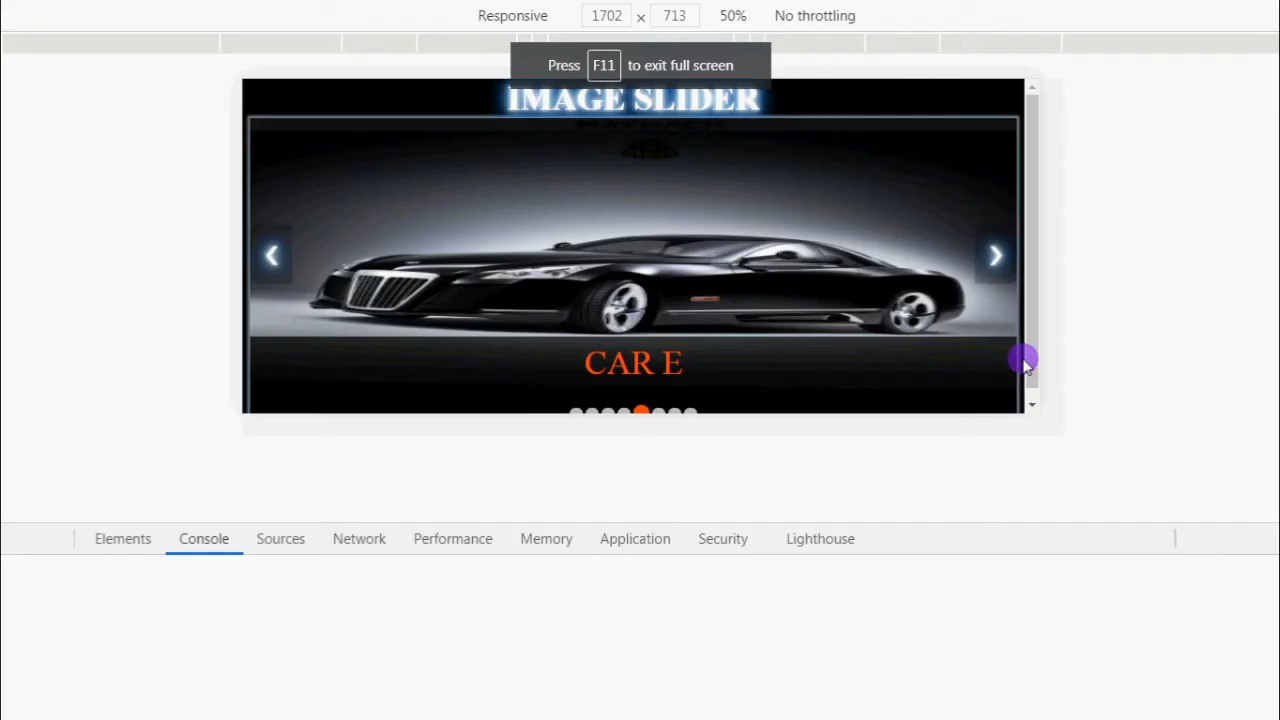 Responsive 1702 x 713 50% No throttling
Press F11 to exit full screen
IMAGE SLIDER
❮ ❯
CAR E
Elements Console Sources Network Performance Memory Application Security Lighthouse